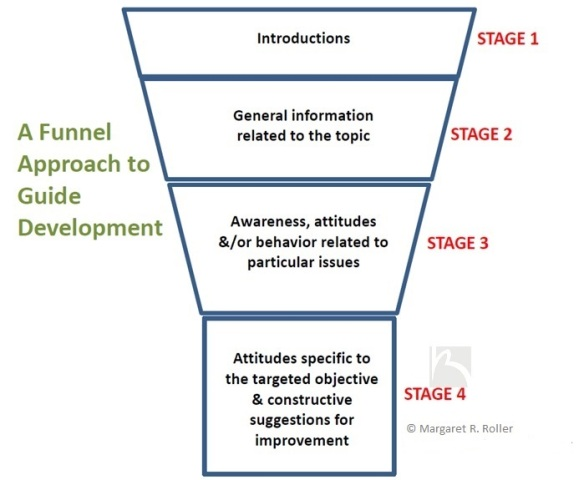 A Funnel
Approach to
Guide
Development
Introductions
STAGE 1
General information
related to the topic
STAGE 2
Awareness, attitudes
&/or behavior related to
particular issues
STAGE 3
Attitudes specific to
the targeted objective
& constructive
suggestions for
improvement
STAGE 4
© Margaret R. Roller